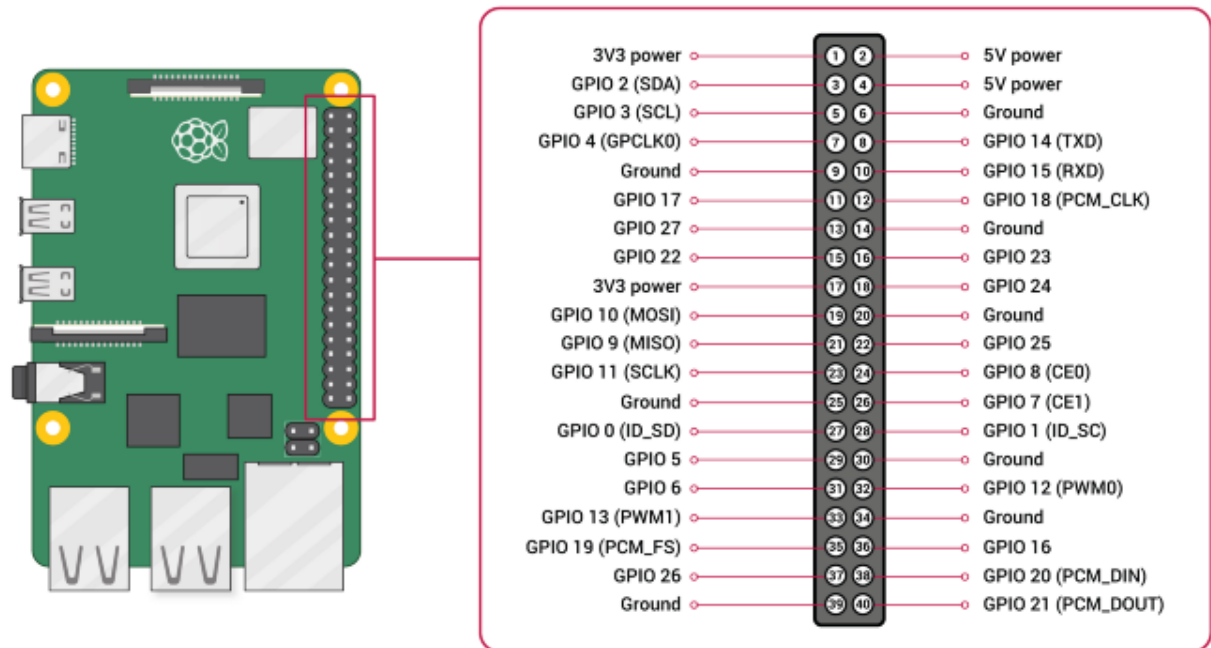 3V3 power 1 2 5V power
GPIO 2 (SDA) 3 4 5V power
GPIO 3 (SCL) 5 6 Ground
GPIO 4 (GPCLK0) 7 8 GPIO 14 (TXD)
Ground 9 10 GPIO 15 (RXD)
GPIO 17 11 12 GPIO 18 (PCM_CLK)
GPIO 27 13 14 Ground
GPIO 22 15 16 GPIO 23
3V3 power 17 18 GPIO 24
GPIO 10 (MOSI) 19 20 Ground
GPIO 9 (MISO) 21 22 GPIO 25
GPIO 11 (SCLK) 23 24 GPIO 8 (CE0)
Ground 25 26 GPIO 7 (CE1)
GPIO 0 (ID_SD) 27 28 GPIO 1 (ID_SC)
GPIO 5 29 30 Ground
GPIO 6 31 32 GPIO 12 (PWM0)
GPIO 13 (PWM1) 33 34 Ground
GPIO 19 (PCM_FS) 35 36 GPIO 16
GPIO 26 37 38 GPIO 20 (PCM_DIN)
Ground 39 40 GPIO 21 (PCM_DOUT)